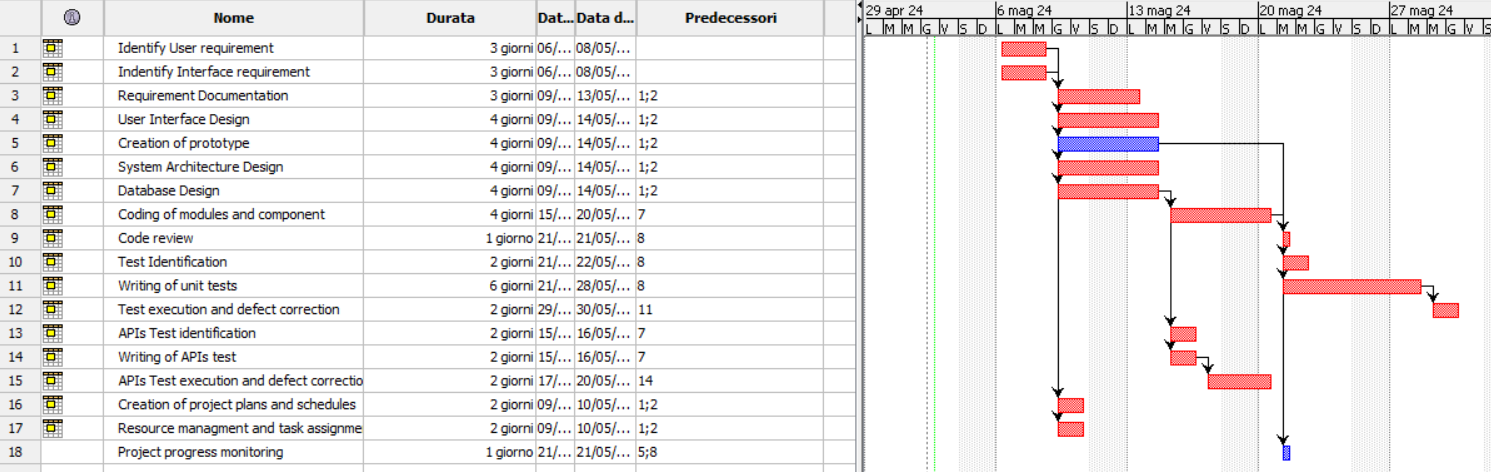 Nome Durata Dat... Data d... Predecessori
29 apr 24 6 mag 24 13 mag 24 20 mag 24 27 mag 24
L M M G V S D L M M G V S D L M M G V S D L M M G V S D L M M G V S
1 Identify User requirement 3 giorni 06/... 08/05/...
2 Indentify Interface requirement 3 giorni 06/... 08/05/...
3 Requirement Documentation 3 giorni 09/... 13/05/... 1;2
4 User Interface Design 4 giorni 09/... 14/05/... 1;2
5 Creation of prototype 4 giorni 09/... 14/05/... 1;2
6 System Architecture Design 4 giorni 09/... 14/05/... 1;2
7 Database Design 4 giorni 09/... 14/05/... 1;2
8 Coding of modules and component 4 giorni 15/... 20/05/... 7
9 Code review 1 giorno 21/... 21/05/... 8
10 Test Identification 2 giorni 21/... 22/05/... 8
11 Writing of unit tests 6 giorni 21/... 28/05/... 8
12 Test execution and defect correction 2 giorni 29/... 30/05/... 11
13 APIs Test identification 2 giorni 15/... 16/05/... 7
14 Writing of APIs test 2 giorni 15/... 16/05/... 7
15 APIs Test execution and defect correctio 2 giorni 17/... 20/05/... 14
16 Creation of project plans and schedules 2 giorni 09/... 10/05/... 1;2
17 Resource managment and task assignme 2 giorni 09/... 10/05/... 1;2
18 Project progress monitoring 1 giorno 21/... 21/05/... 5;8